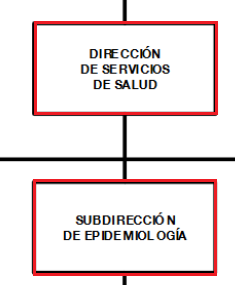 DIRECCIÓN
DE SERVICIOS
DE SALUD
SUBDIRECCIÓN
DE EPIDEMIOLOGÍA